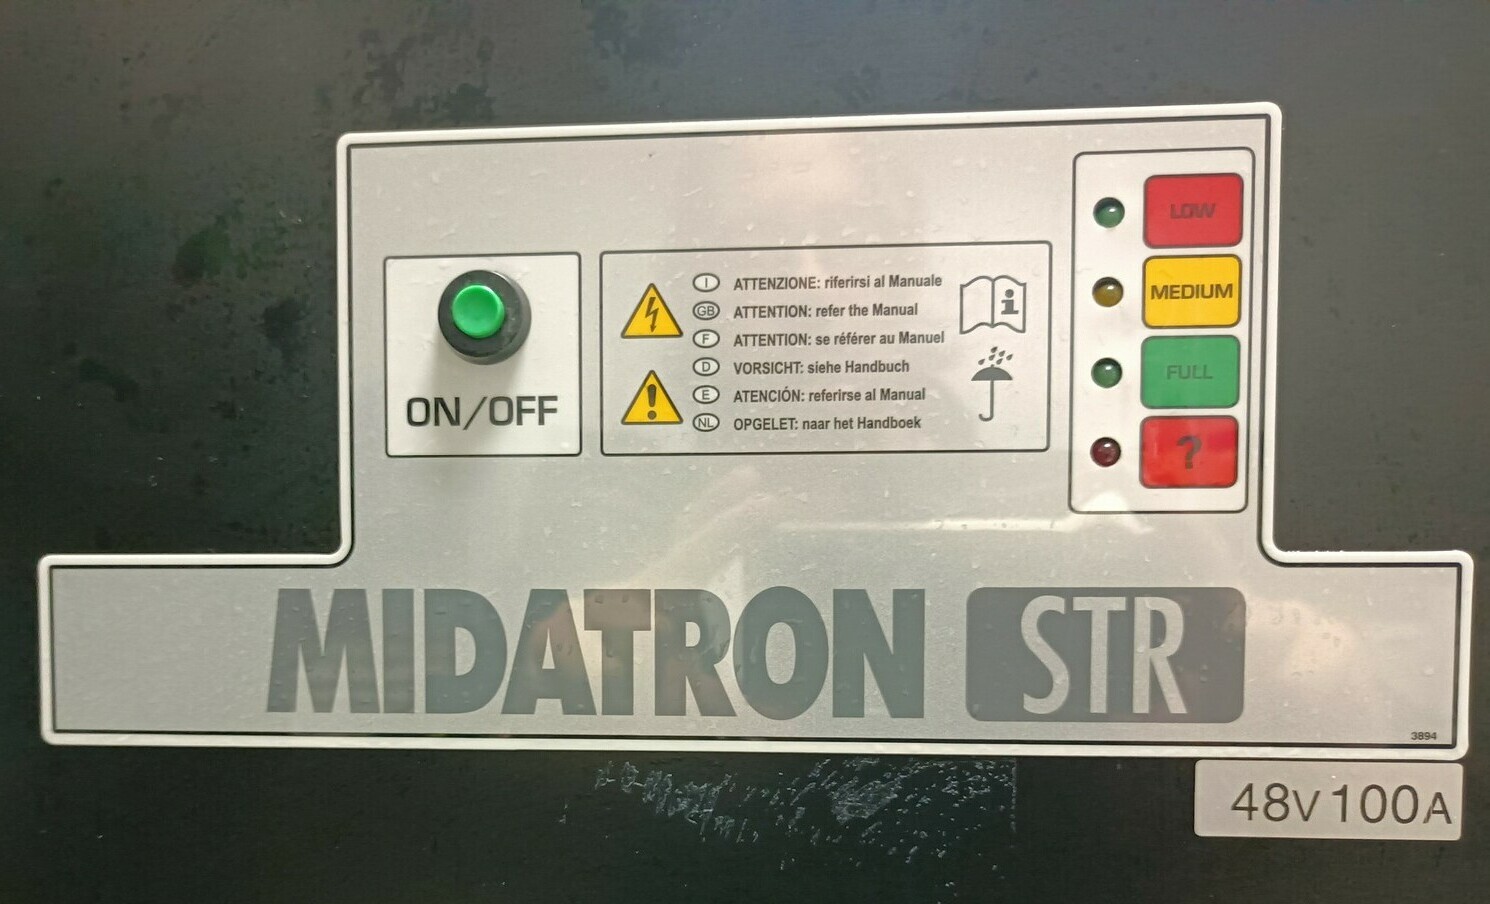 LOW
MEDIUM
FULL
?
ON/OFF
I ATTENZIONE: riferirsi al Manuale
GB ATTENTION: refer the Manual
F ATTENTION: se référer au Manuel
D VORSICHT: siehe Handbuch
E ATENCIÓN: referirse al Manual
NL OPGELET: naar het Handboek
MIDATRON STR
3894
48V 100A